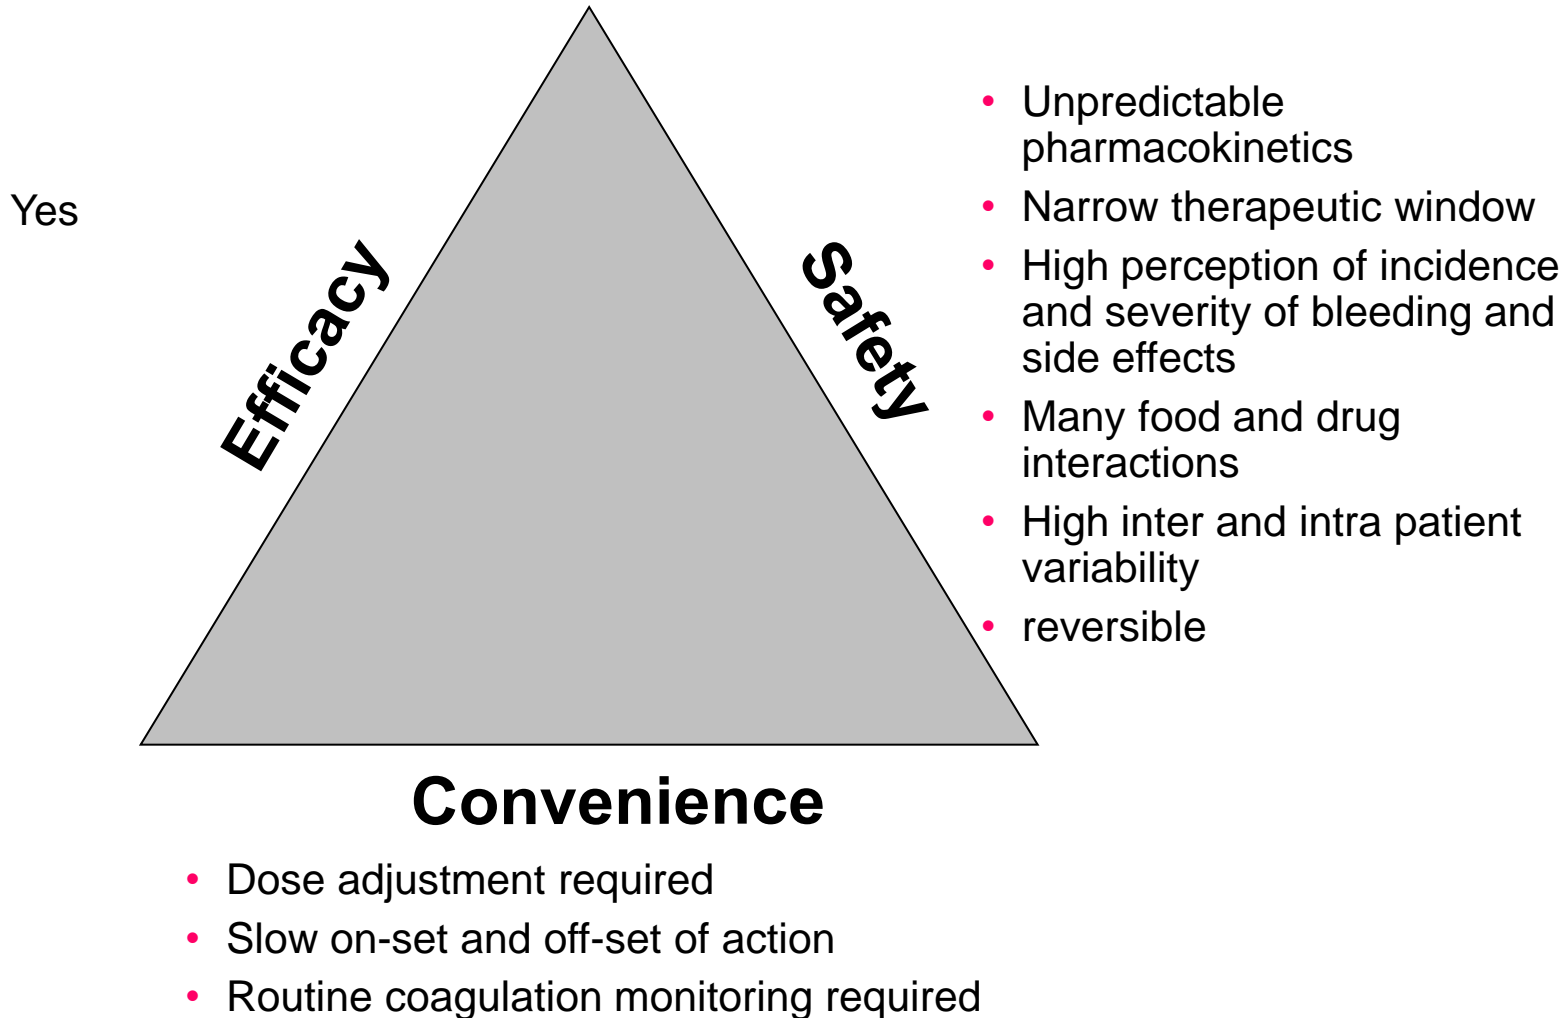 Yes
Efficacy
Safety
• Unpredictable
pharmacokinetics
• Narrow therapeutic window
• High perception of incidence
and severity of bleeding and
side effects
• Many food and drug
interactions
• High inter and intra patient
variability
• reversible
Convenience
• Dose adjustment required
• Slow on-set and off-set of action
• Routine coagulation monitoring required